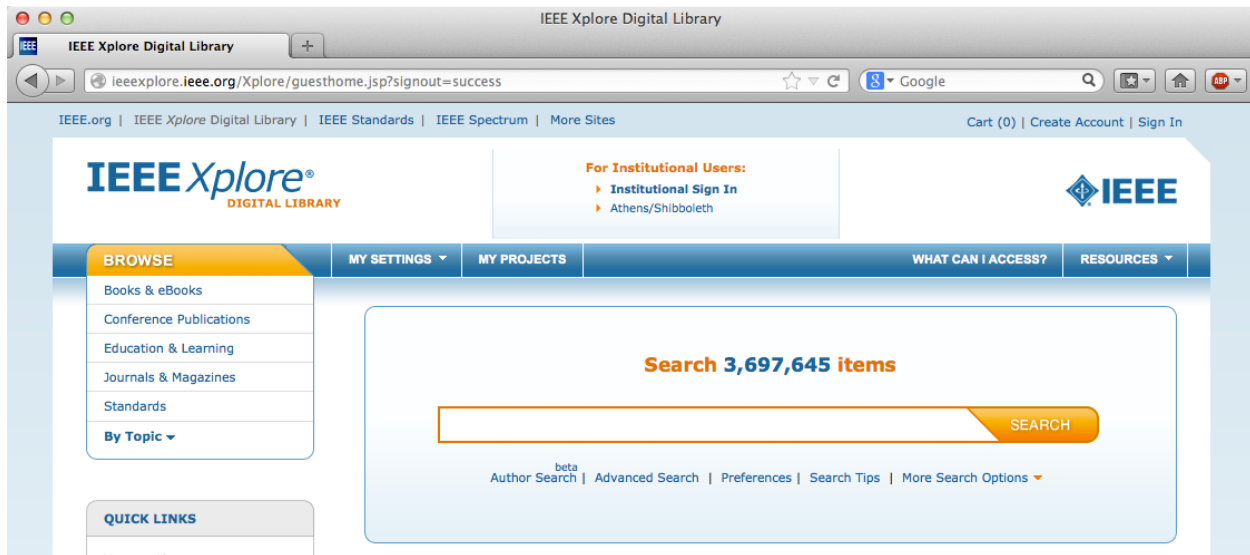 IEEE Xplore Digital Library
IEEE IEEE Xplore Digital Library +
ieeexplore.ieee.org/Xplore/guesthome.jsp?signout=success Google ABP
IEEE.org | IEEE Xplore Digital Library | IEEE Standards | IEEE Spectrum | More Sites Cart (0) | Create Account | Sign In
IEEE Xplore®
DIGITAL LIBRARY
For Institutional Users:
Institutional Sign In
Athens/Shibboleth
IEEE
BROWSE MY SETTINGS MY PROJECTS WHAT CAN I ACCESS? RESOURCES
Books & eBooks
Conference Publications
Education & Learning
Journals & Magazines
Standards
By Topic
Search 3,697,645 items
SEARCH
beta
Author Search | Advanced Search | Preferences | Search Tips | More Search Options
QUICK LINKS